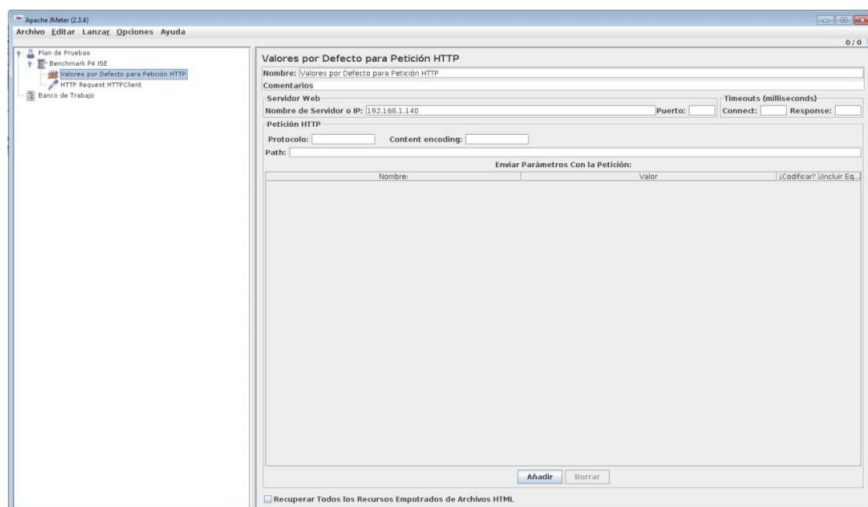 Apache JMeter (2.3.4)
Archivo Editar Lanzar Opciones Ayuda
0 / 0
Plan de Pruebas
Benchmark P4 ISE
Valores por Defecto para Petición HTTP
HTTP Request HTTPClient
Banco de Trabajo
Valores por Defecto para Petición HTTP
Nombre: Valores por Defecto para Petición HTTP
Comentarios
Servidor Web
Timeouts (milliseconds)
Nombre de Servidor o IP: 192.168.1.140 Puerto: Connect: Response:
Petición HTTP
Protocolo: Content encoding:
Path:
Enviar Parámetros Con la Petición:
Nombre: Valor ¿Codificar? ¿Incluir Eq...
Añadir Borrar
Recuperar Todos los Recursos Empotrados de Archivos HTML